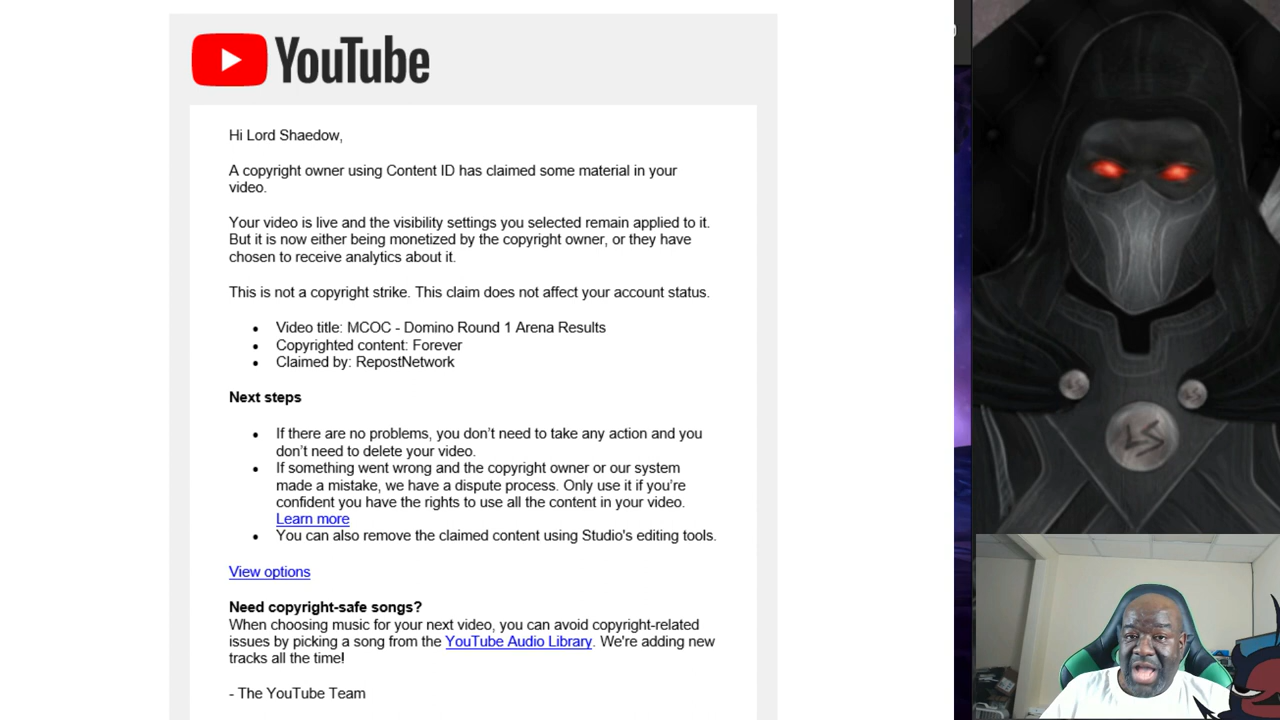 YouTube
Hi Lord Shaedow,
A copyright owner using Content ID has claimed some material in your
video.
Your video is live and the visibility settings you selected remain applied to it.
But it is now either being monetized by the copyright owner, or they have
chosen to receive analytics about it.
This is not a copyright strike. This claim does not affect your account status.
• Video title: MCOC - Domino Round 1 Arena Results
• Copyrighted content: Forever
• Claimed by: RepostNetwork
Next steps
• If there are no problems, you don’t need to take any action and you
don’t need to delete your video.
• If something went wrong and the copyright owner or our system
made a mistake, we have a dispute process. Only use it if you’re
confident you have the rights to use all the content in your video.
Learn more
• You can also remove the claimed content using Studio's editing tools.
View options
Need copyright-safe songs?
When choosing music for your next video, you can avoid copyright-related
issues by picking a song from the YouTube Audio Library. We're adding new
tracks all the time!
- The YouTube Team
LS